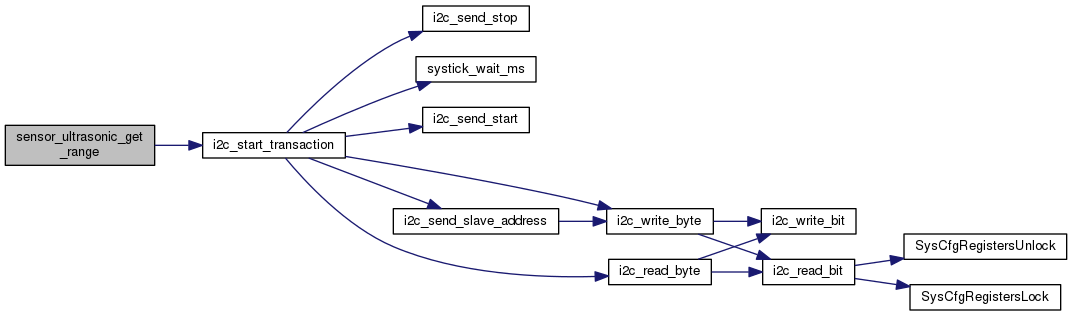 sensor_ultrasonic_get
_range
i2c_start_transaction
i2c_send_stop
systick_wait_ms
i2c_send_start
i2c_send_slave_address
i2c_write_byte
i2c_read_byte
i2c_write_bit
i2c_read_bit
SysCfgRegistersUnlock
SysCfgRegistersLock